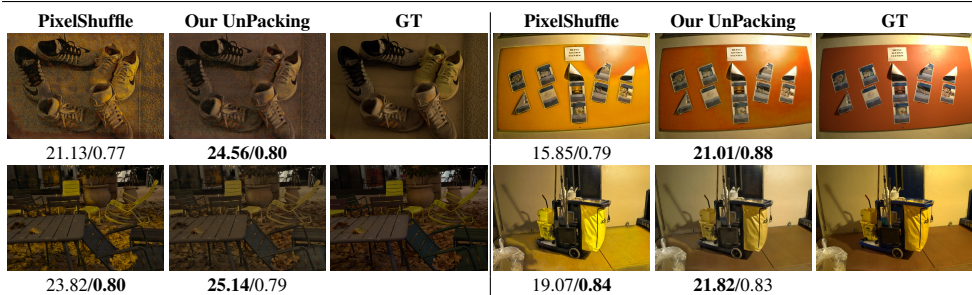 PixelShuffle Our UnPacking GT PixelShuffle Our UnPacking GT
21.13/0.77 24.56/0.80 15.85/0.79 21.01/0.88
23.82/0.80 25.14/0.79 19.07/0.84 21.82/0.83